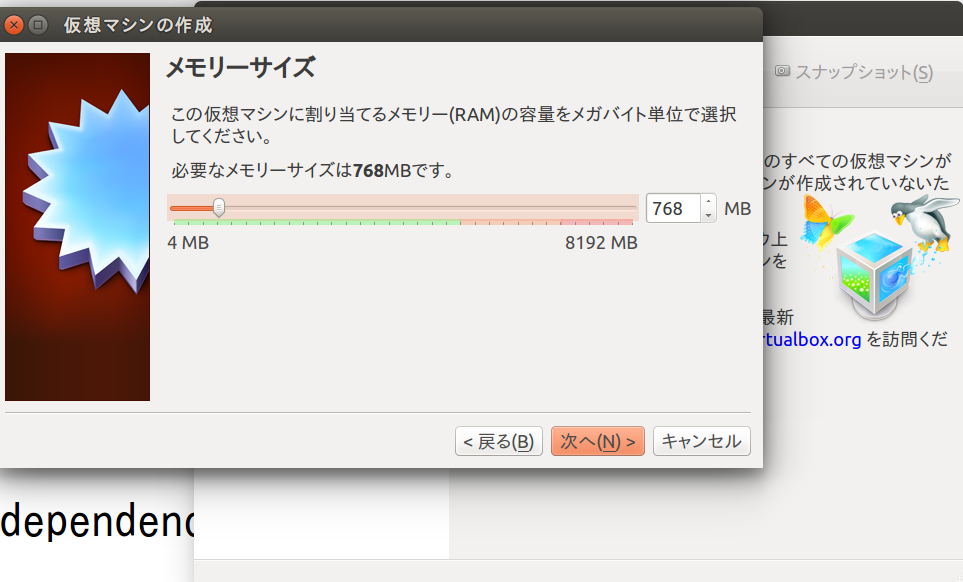 仮想マシンの作成
メモリーサイズ
この仮想マシンに割り当てるメモリー(RAM)の容量をメガバイト単位で選択
してください。
必要なメモリーサイズは768MBです。
768 MB
4 MB 8192 MB
< 戻る(B) 次へ(N) > キャンセル
スナップショット(S)
のすべての仮想マシンが
ンが作成されていないた
ウ上
ンを
最新
rtualbox.org を訪問くだ
dependenc